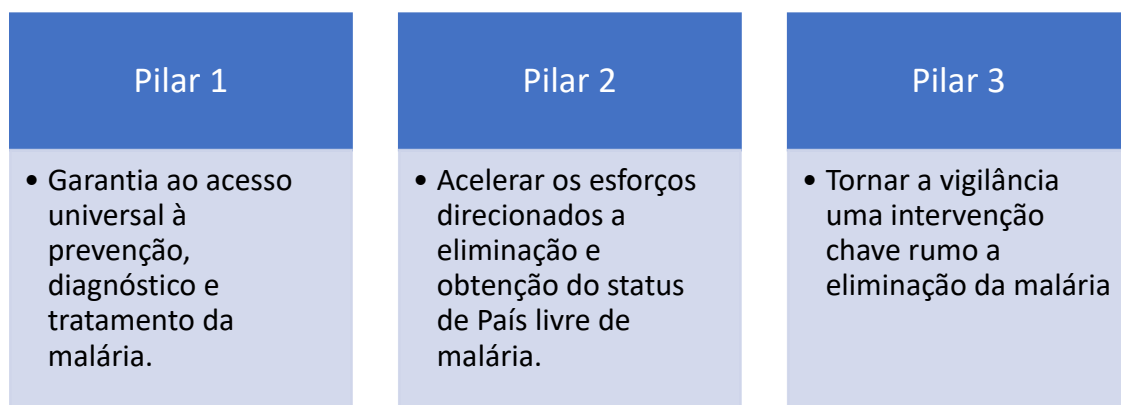 Pilar 1
• Garantia ao acesso
universal à
prevenção,
diagnóstico e
tratamento da
malária.
Pilar 2
• Acelerar os esforços
direcionados a
eliminação e
obtenção do status
de País livre de
malária.
Pilar 3
• Tornar a vigilância
uma intervenção
chave rumo a
eliminação da malária